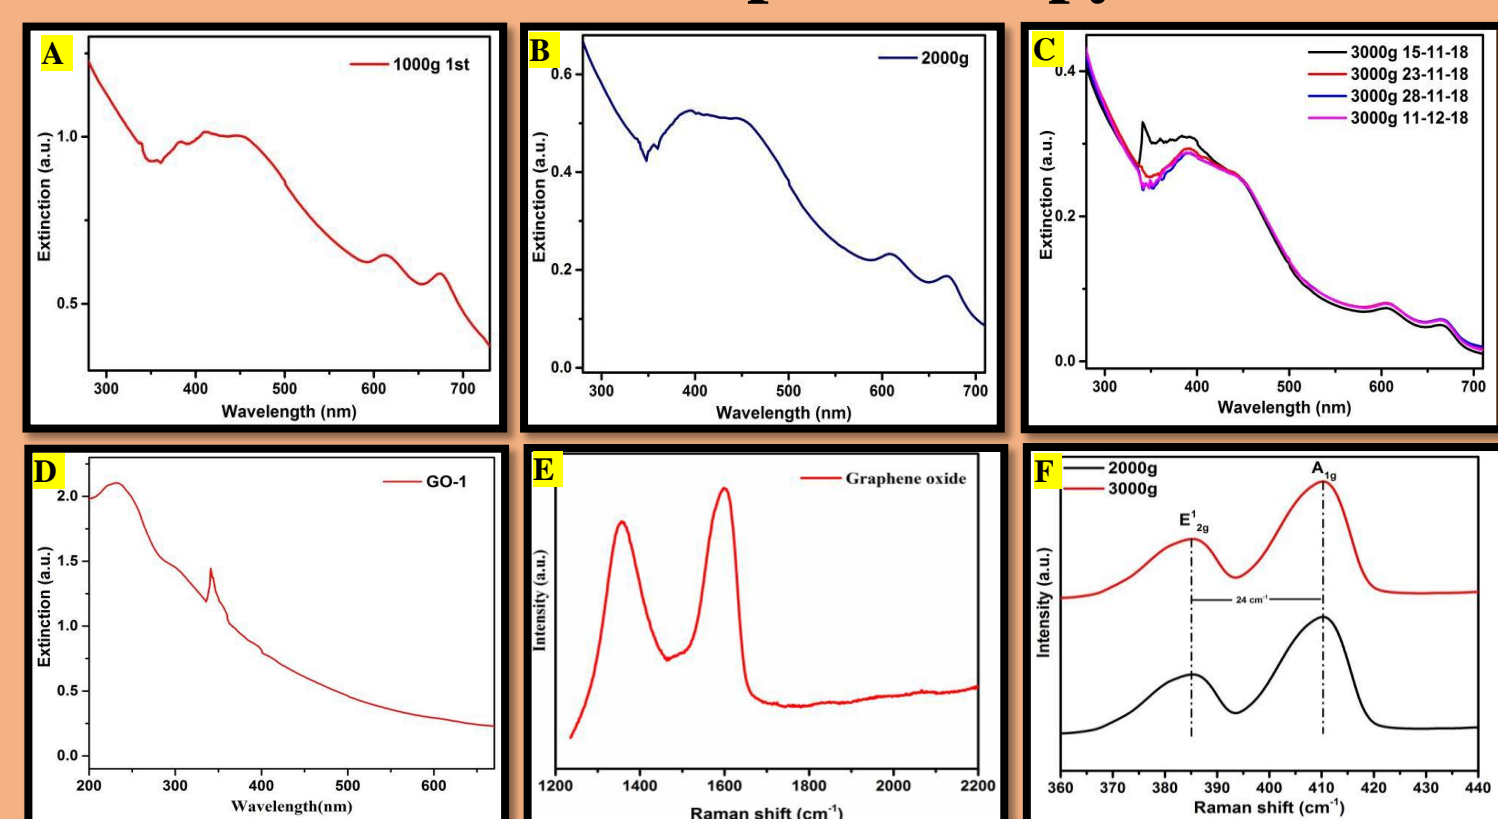 A
1000g 1st
Extinction (a.u.)
1.0
0.5
300 400 500 600 700
Wavelength (nm)
B
2000g
Extinction (a.u.)
0.6
0.4
0.2
0.0
300 400 500 600 700
Wavelength (nm)
C
3000g 15-11-18
3000g 23-11-18
3000g 28-11-18
3000g 11-12-18
Extinction (a.u.)
0.4
0.2
0.0
300 400 500 600 700
Wavelength (nm)
D
GO-1
Extinction (a.u.)
2.0
1.5
1.0
0.5
0.0
200 300 400 500 600
Wavelength(nm)
E
Graphene oxide
Intensity (a.u.)
1200 1400 1600 1800 2000 2200
Raman shift (cm⁻¹)
F
2000g
3000g
A₁g
E¹₂g
24 cm⁻¹
Intensity (a.u.)
360 370 380 390 400 410 420 430 440
Raman shift (cm⁻¹)